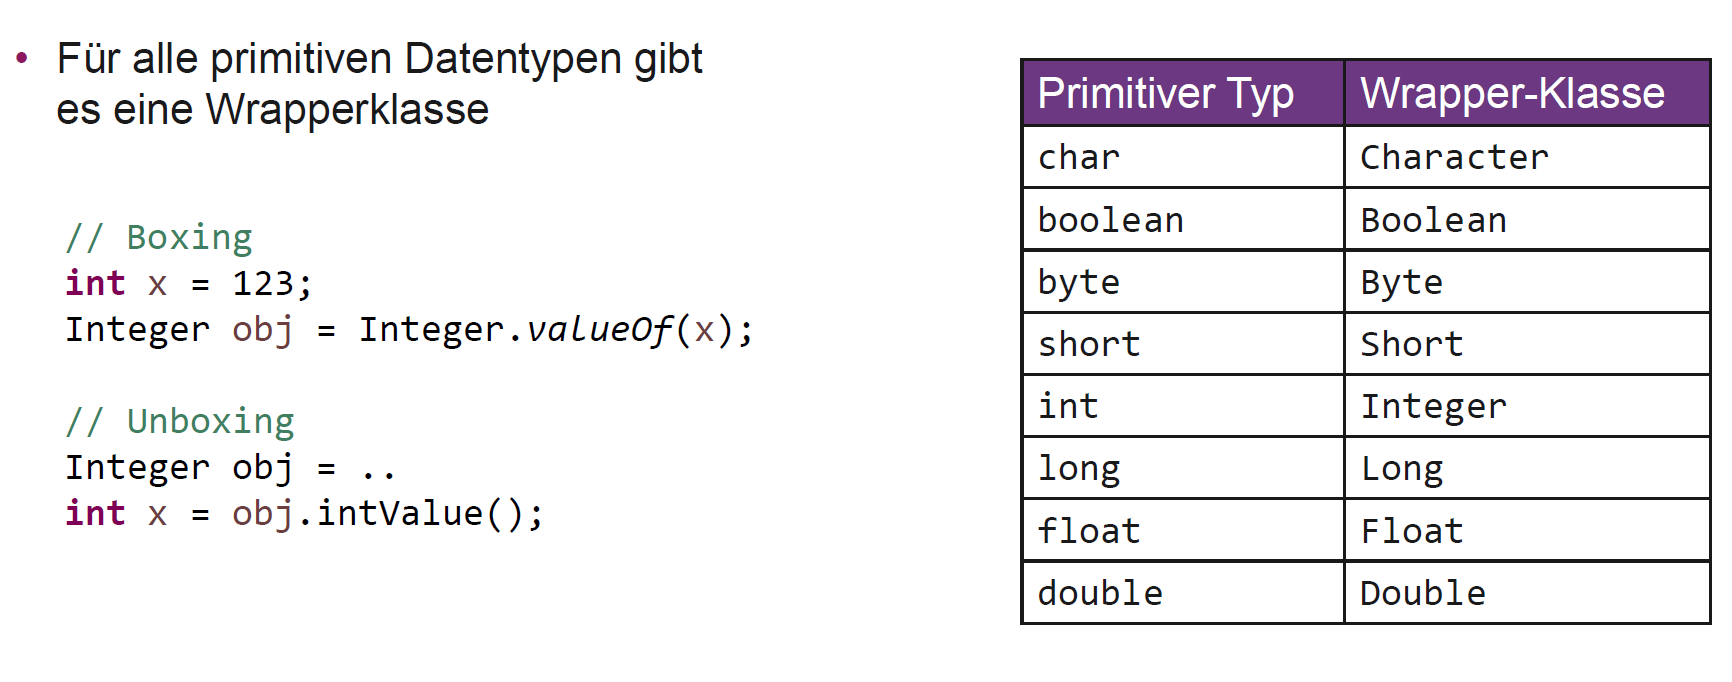 • Für alle primitiven Datentypen gibt
es eine Wrapperklasse
// Boxing
int x = 123;
Integer obj = Integer.valueOf(x);
// Unboxing
Integer obj = ..
int x = obj.intValue();
Primitiver Typ Wrapper-Klasse
char Character
boolean Boolean
byte Byte
short Short
int Integer
long Long
float Float
double Double